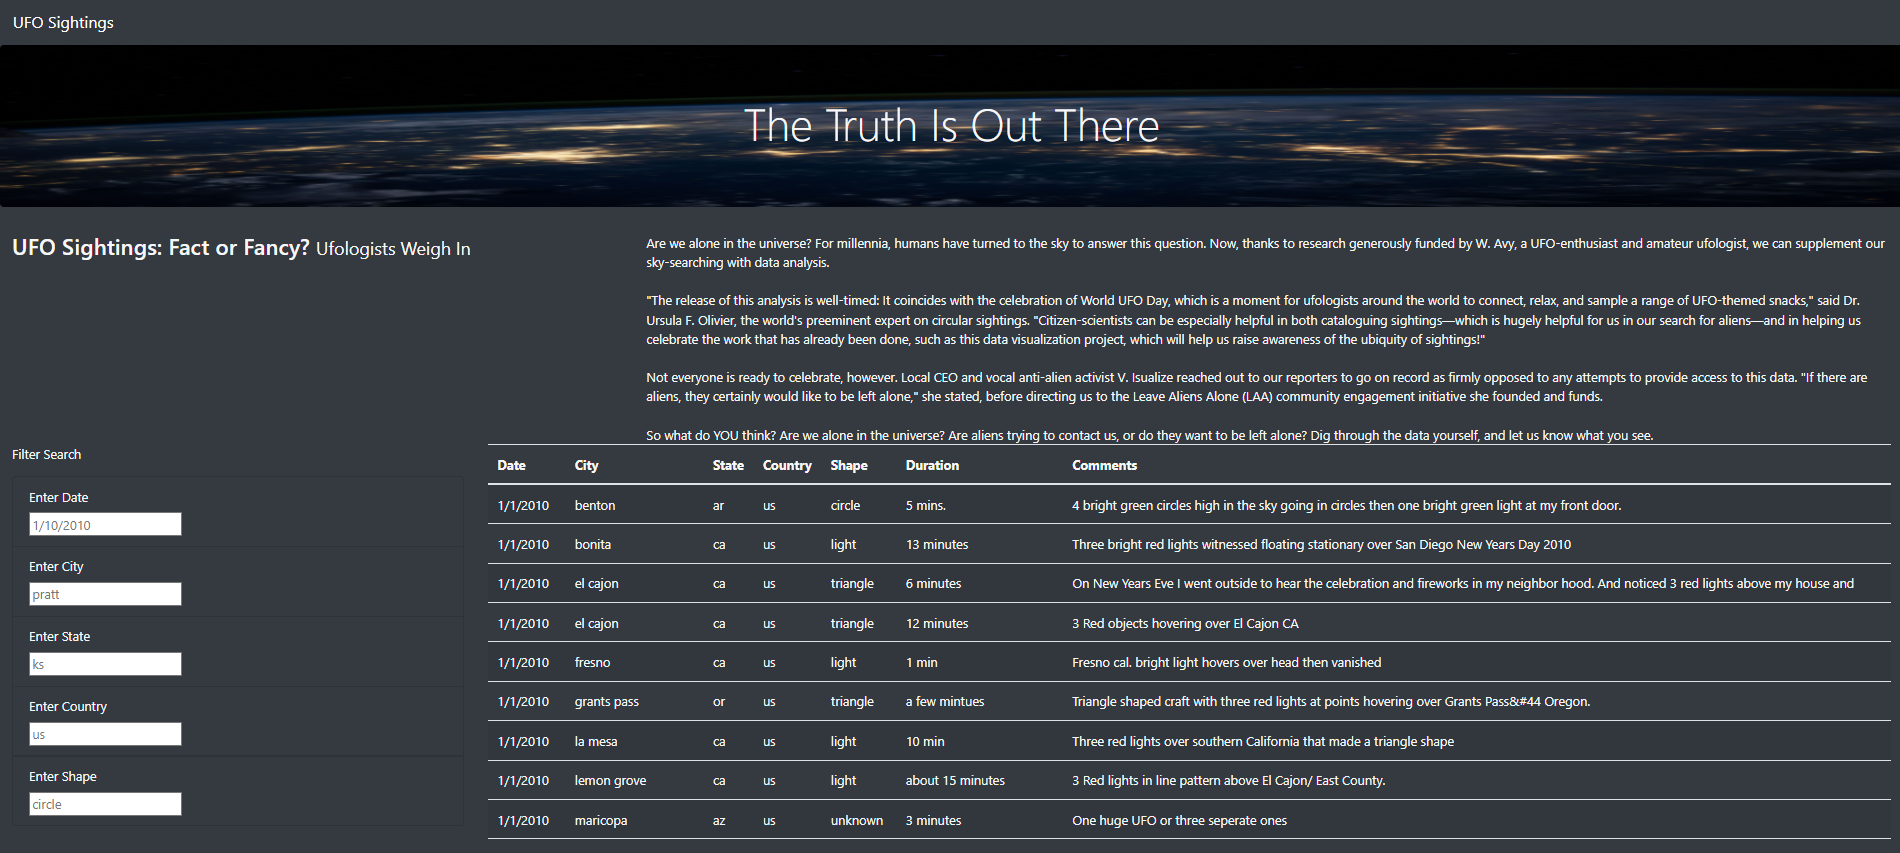 UFO Sightings
The Truth Is Out There
UFO Sightings: Fact or Fancy? Ufologists Weigh In
Are we alone in the universe? For millennia, humans have turned to the sky to answer this question. Now, thanks to research generously funded by W. Avy, a UFO-enthusiast and amateur ufologist, we can supplement our
sky-searching with data analysis.
"The release of this analysis is well-timed: It coincides with the celebration of World UFO Day, which is a moment for ufologists around the world to connect, relax, and sample a range of UFO-themed snacks," said Dr.
Ursula F. Olivier, the world's preeminent expert on circular sightings. "Citizen-scientists can be especially helpful in both cataloguing sightings—which is hugely helpful for us in our search for aliens—and in helping us
celebrate the work that has already been done, such as this data visualization project, which will help us raise awareness of the ubiquity of sightings!"
Not everyone is ready to celebrate, however. Local CEO and vocal anti-alien activist V. Isualize reached out to our reporters to go on record as firmly opposed to any attempts to provide access to this data. "If there are
aliens, they certainly would like to be left alone," she stated, before directing us to the Leave Aliens Alone (LAA) community engagement initiative she founded and funds.
So what do YOU think? Are we alone in the universe? Are aliens trying to contact us, or do they want to be left alone? Dig through the data yourself, and let us know what you see.
Filter Search
Enter Date
1/10/2010
Enter City
pratt
Enter State
ks
Enter Country
us
Enter Shape
circle
Date City State Country Shape Duration Comments
1/1/2010 benton ar us circle 5 mins. 4 bright green circles high in the sky going in circles then one bright green light at my front door.
1/1/2010 bonita ca us light 13 minutes Three bright red lights witnessed floating stationary over San Diego New Years Day 2010
1/1/2010 el cajon ca us triangle 6 minutes On New Years Eve I went outside to hear the celebration and fireworks in my neighbor hood. And noticed 3 red lights above my house and
1/1/2010 el cajon ca us triangle 12 minutes 3 Red objects hovering over El Cajon CA
1/1/2010 fresno ca us light 1 min Fresno cal. bright light hovers over head then vanished
1/1/2010 grants pass or us triangle a few mintues Triangle shaped craft with three red lights at points hovering over Grants Pass&#44 Oregon.
1/1/2010 la mesa ca us light 10 min Three red lights over southern California that made a triangle shape
1/1/2010 lemon grove ca us light about 15 minutes 3 Red lights in line pattern above El Cajon/ East County.
1/1/2010 maricopa az us unknown 3 minutes One huge UFO or three seperate ones